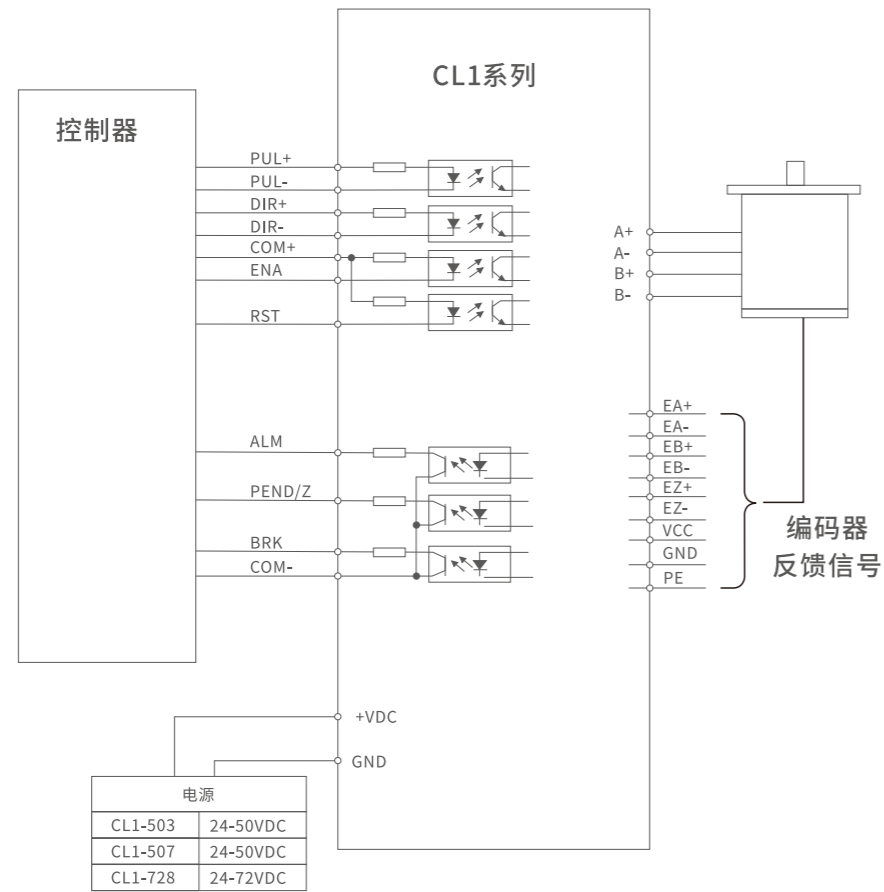 CL1系列
控制器
PUL+
PUL-
DIR+
DIR-
COM+
ENA
RST
A+
A-
B+
B-
ALM
PEND/Z
BRK
COM-
EA+
EA-
EB+
EB-
EZ+
EZ-
VCC
GND
PE
编码器
反馈信号
+VDC
GND
电源
CL1-503 24-50VDC
CL1-507 24-50VDC
CL1-728 24-72VDC